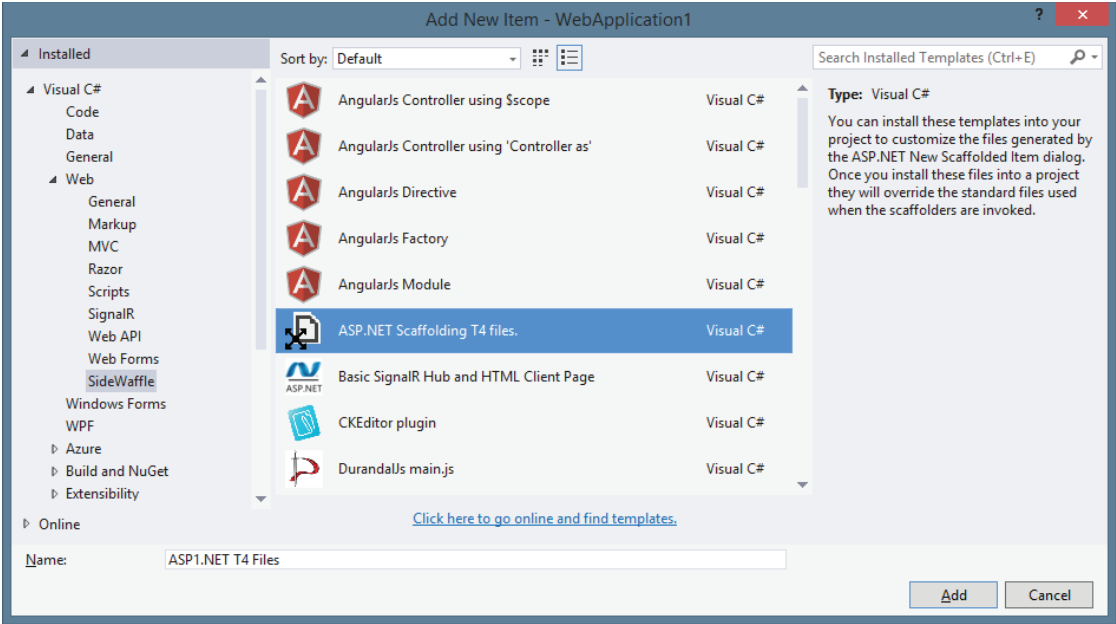 Add New Item - WebApplication1
?
Installed
Sort by: Default
Search Installed Templates (Ctrl+E)
Visual C#
Code
Data
General
Web
General
Markup
MVC
Razor
Scripts
SignalR
Web API
Web Forms
SideWaffle
Windows Forms
WPF
Azure
Build and NuGet
Extensibility
Online
AngularJs Controller using $scope Visual C#
AngularJs Controller using 'Controller as' Visual C#
AngularJs Directive Visual C#
AngularJs Factory Visual C#
AngularJs Module Visual C#
ASP.NET Scaffolding T4 files. Visual C#
ASP.NET
Basic SignalR Hub and HTML Client Page Visual C#
CKEditor plugin Visual C#
DurandalJs main.js Visual C#
Click here to go online and find templates.
Type: Visual C#
You can install these templates into your
project to customize the files generated by
the ASP.NET New Scaffolded Item dialog.
Once you install these files into a project
they will override the standard files used
when the scaffolders are invoked.
Name: ASP1.NET T4 Files
Add Cancel